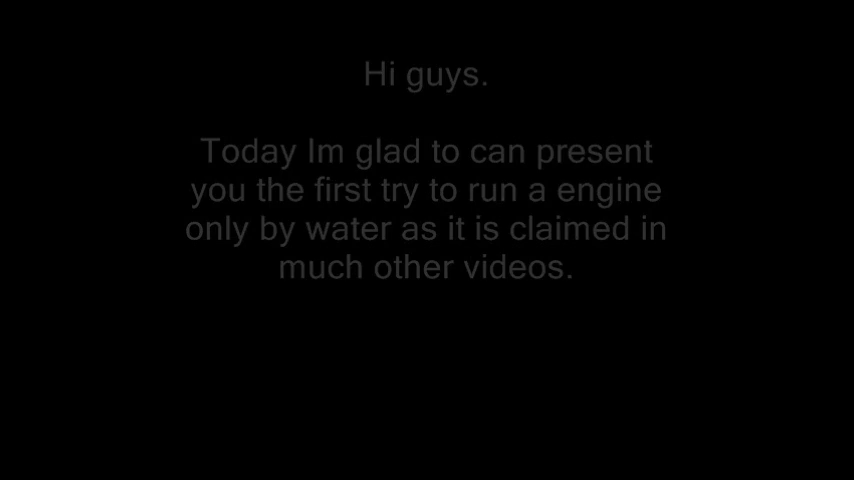 Hi guys.
Today Im glad to can present
you the first try to run a engine
only by water as it is claimed in
much other videos.